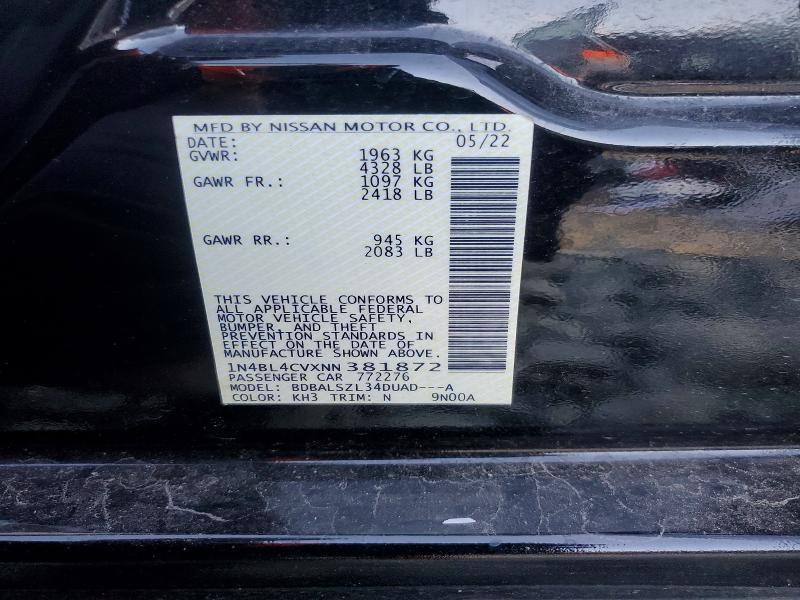 MFD BY NISSAN MOTOR CO., LTD.
DATE: 05/22
GVWR: 1963 KG
4328 LB
GAWR FR.: 1097 KG
2418 LB
GAWR RR.: 945 KG
2083 LB
THIS VEHICLE CONFORMS TO
ALL APPLICABLE FEDERAL
MOTOR VEHICLE SAFETY,
BUMPER, AND THEFT
PREVENTION STANDARDS IN
EFFECT ON THE DATE OF
MANUFACTURE SHOWN ABOVE.
1N4BL4CVXNN381872
PASSENGER CAR 772276
MODEL: BDBALSZL34DUAD---A
COLOR: KH3 TRIM: N 9N00A